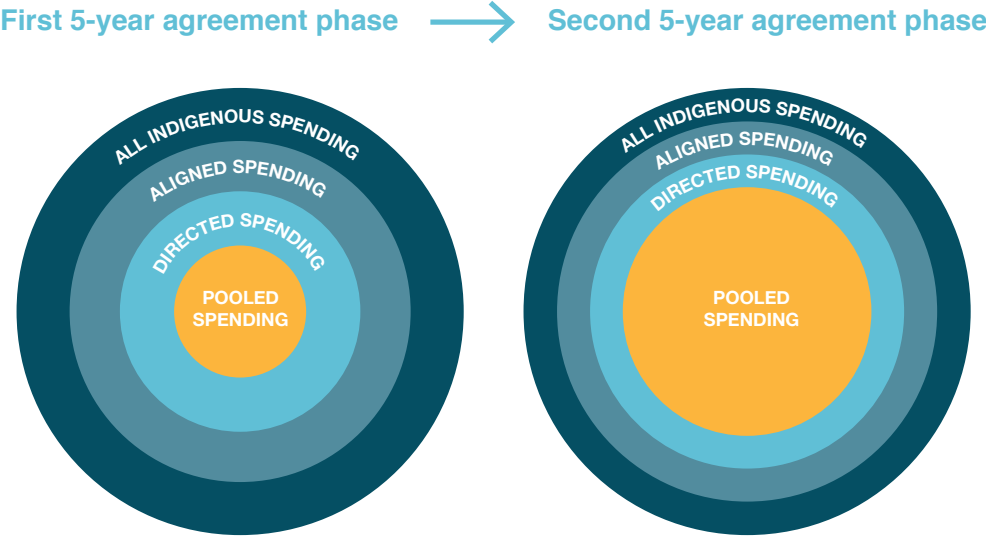 First 5-year agreement phase
Second 5-year agreement phase
ALL INDIGENOUS SPENDING
ALIGNED SPENDING
DIRECTED SPENDING
POOLED
SPENDING
ALL INDIGENOUS SPENDING
ALIGNED SPENDING
DIRECTED SPENDING
POOLED
SPENDING